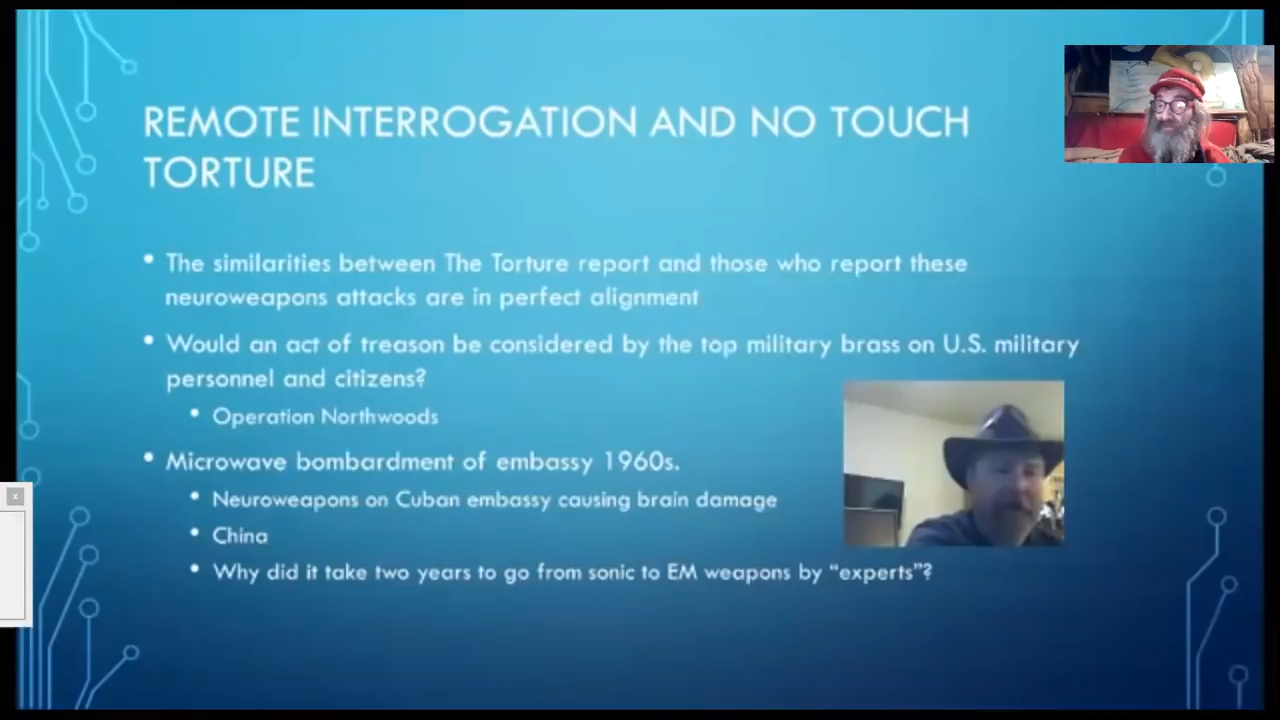 REMOTE INTERROGATION AND NO TOUCH
TORTURE
• The similarities between The Torture report and those who report these
neuroweapons attacks are in perfect alignment
• Would an act of treason be considered by the top military brass on U.S. military
personnel and citizens?
• Operation Northwoods
• Microwave bombardment of embassy 1960s.
• Neuroweapons on Cuban embassy causing brain damage
• China
• Why did it take two years to go from sonic to EM weapons by “experts”?